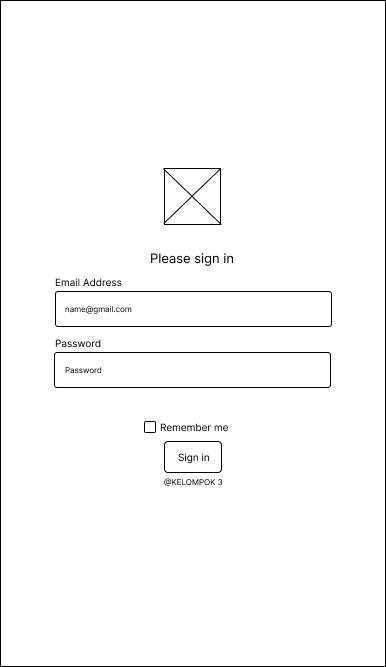 Please sign in
Email Address
name@gmail.com
Password
Password
Remember me
Sign in
@KELOMPOK 3